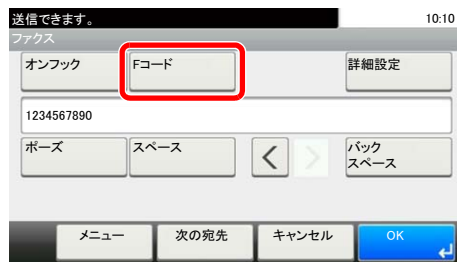 送信できます。 10:10
ファクス
オンフック Fコード 詳細設定
1234567890
ポーズ スペース < > バック
スペース
メニュー 次の宛先 キャンセル OK